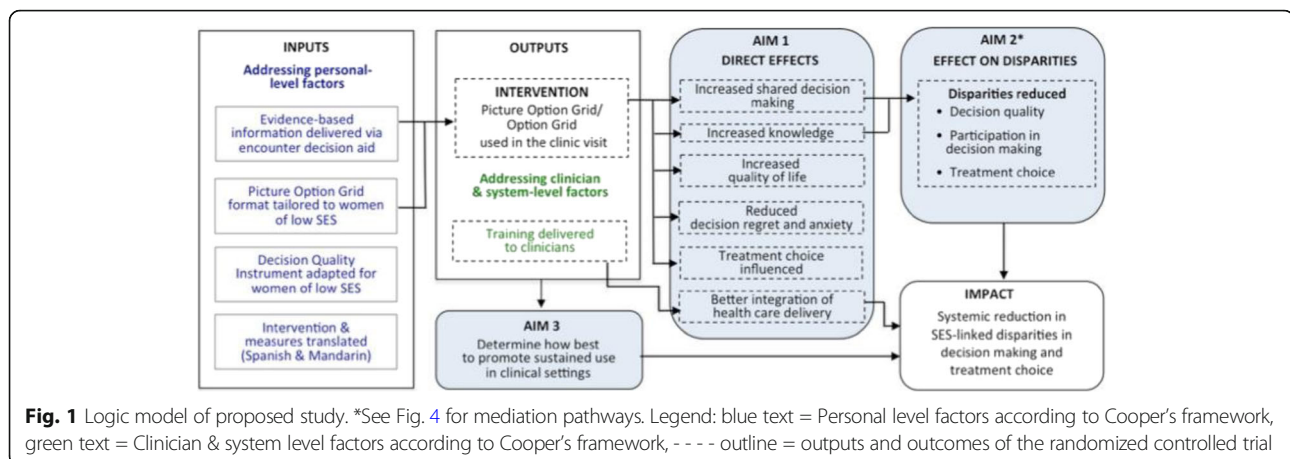 INPUTS
Addressing personal-
level factors
Evidence-based
information delivered via
encounter decision aid
Picture Option Grid
format tailored to women
of low SES
Decision Quality
Instrument adapted for
women of low SES
Intervention &
measures translated
(Spanish & Mandarin)
OUTPUTS
INTERVENTION
Picture Option Grid/
Option Grid
used in the clinic visit
Addressing clinician
& system-level factors
Training delivered
to clinicians
AIM 3
Determine how best
to promote sustained use
in clinical settings
AIM 1
DIRECT EFFECTS
Increased shared decision
making
Increased knowledge
Increased
quality of life
Reduced
decision regret and anxiety
Treatment choice
influenced
Better integration of
health care delivery
AIM 2*
EFFECT ON DISPARITIES
Disparities reduced
• Decision quality
• Participation in
decision making
• Treatment choice
IMPACT
Systemic reduction in
SES-linked disparities in
decision making and
treatment choice
Fig. 1 Logic model of proposed study. *See Fig. 4 for mediation pathways. Legend: blue text = Personal level factors according to Cooper's framework,
green text = Clinician & system level factors according to Cooper's framework, - - - - outline = outputs and outcomes of the randomized controlled trial